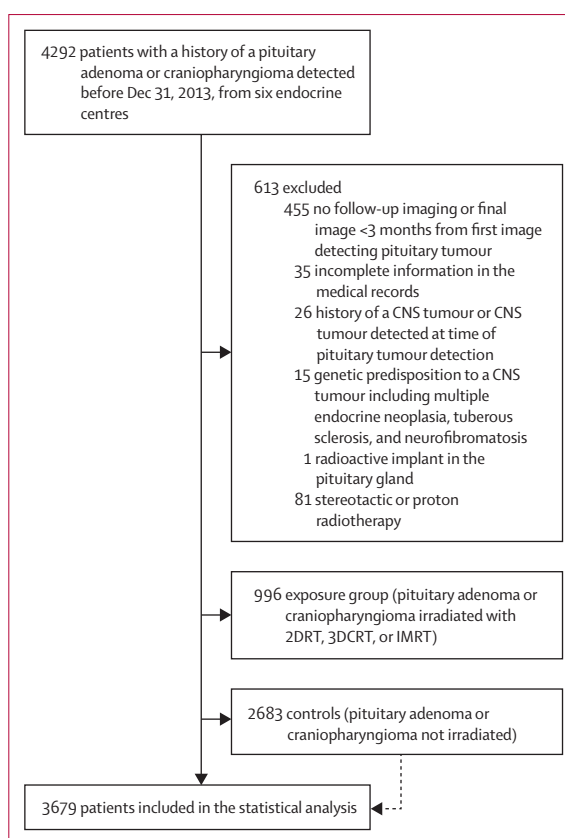 4292 patients with a history of a pituitary
adenoma or craniopharyngioma detected
before Dec 31, 2013, from six endocrine
centres
613 excluded
455 no follow-up imaging or final
image <3 months from first image
detecting pituitary tumour
35 incomplete information in the
medical records
26 history of a CNS tumour or CNS
tumour detected at time of
pituitary tumour detection
15 genetic predisposition to a CNS
tumour including multiple
endocrine neoplasia, tuberous
sclerosis, and neurofibromatosis
1 radioactive implant in the
pituitary gland
81 stereotactic or proton
radiotherapy
996 exposure group (pituitary adenoma or
craniopharyngioma irradiated with
2DRT, 3DCRT, or IMRT)
2683 controls (pituitary adenoma or
craniopharyngioma not irradiated)
3679 patients included in the statistical analysis